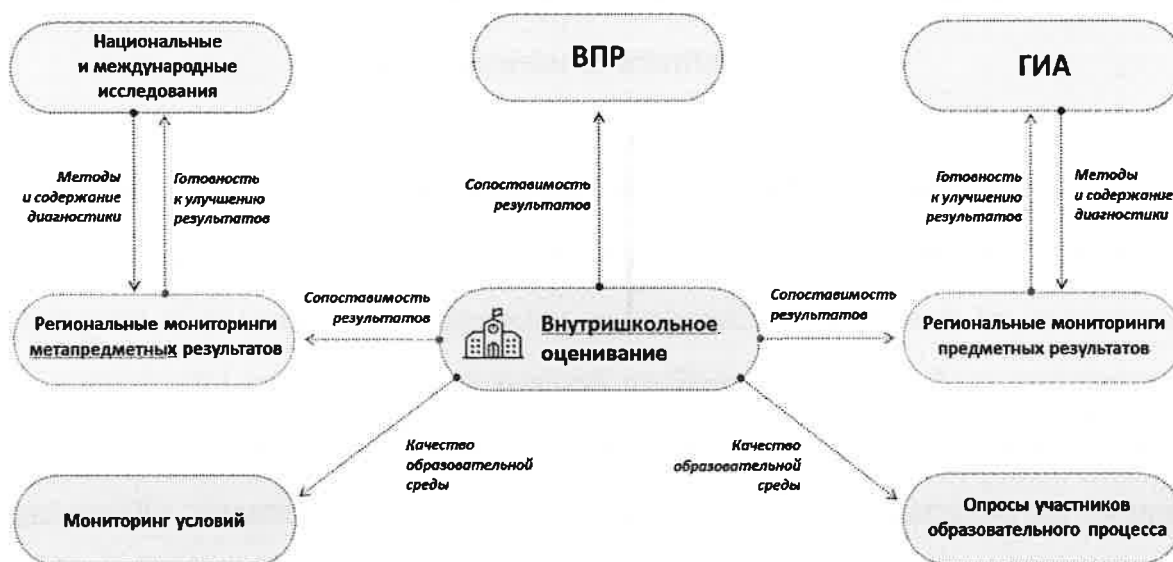 Национальные
и международные
исследования
ВПР
ГИА
Методы
и содержание
диагностики
Готовность
к улучшению
результатов
Сопоставимость
результатов
Готовность
к улучшению
результатов
Методы
и содержание
диагностики
Региональные мониторинги
метапредметных результатов
Сопоставимость
результатов
Внутришкольное
оценивание
Сопоставимость
результатов
Региональные мониторинги
предметных результатов
Качество
образовательной
среды
Качество
образовательной
среды
Мониторинг условий
Опросы участников
образовательного процесса